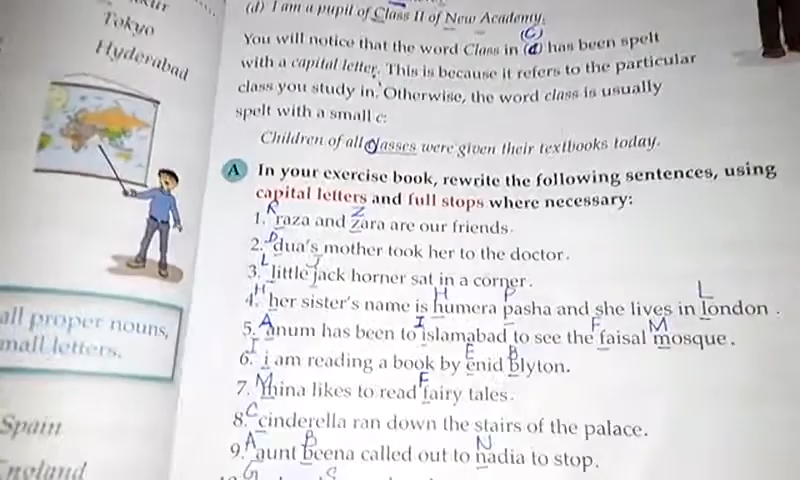 Tokyo
Hyderabad
all proper nouns,
mall letters.
Spain
England
(d) I am a pupil of Class II of New Academy.
(C)
You will notice that the word Class in (d) has been spelt
with a capital letter. This is because it refers to the particular
class you study in. Otherwise, the word class is usually
spelt with a small c:
Children of all classes were given their textbooks today.
A In your exercise book, rewrite the following sentences, using
capital letters and full stops where necessary:
R Z
1. raza and zara are our friends.
D
2. dua's mother took her to the doctor.
L J
3. little jack horner sat in a corner.
H H P L
4. her sister's name is humera pasha and she lives in london.
A I F M
5. anum has been to islamabad to see the faisal mosque.
I E B
6. i am reading a book by enid blyton.
M F
7. mina likes to read fairy tales.
C
8. cinderella ran down the stairs of the palace.
A B N
9. aunt beena called out to nadia to stop.
G S